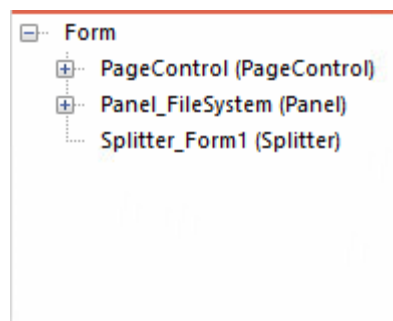 Form
PageControl (PageControl)
Panel_FileSystem (Panel)
Splitter_Form1 (Splitter)